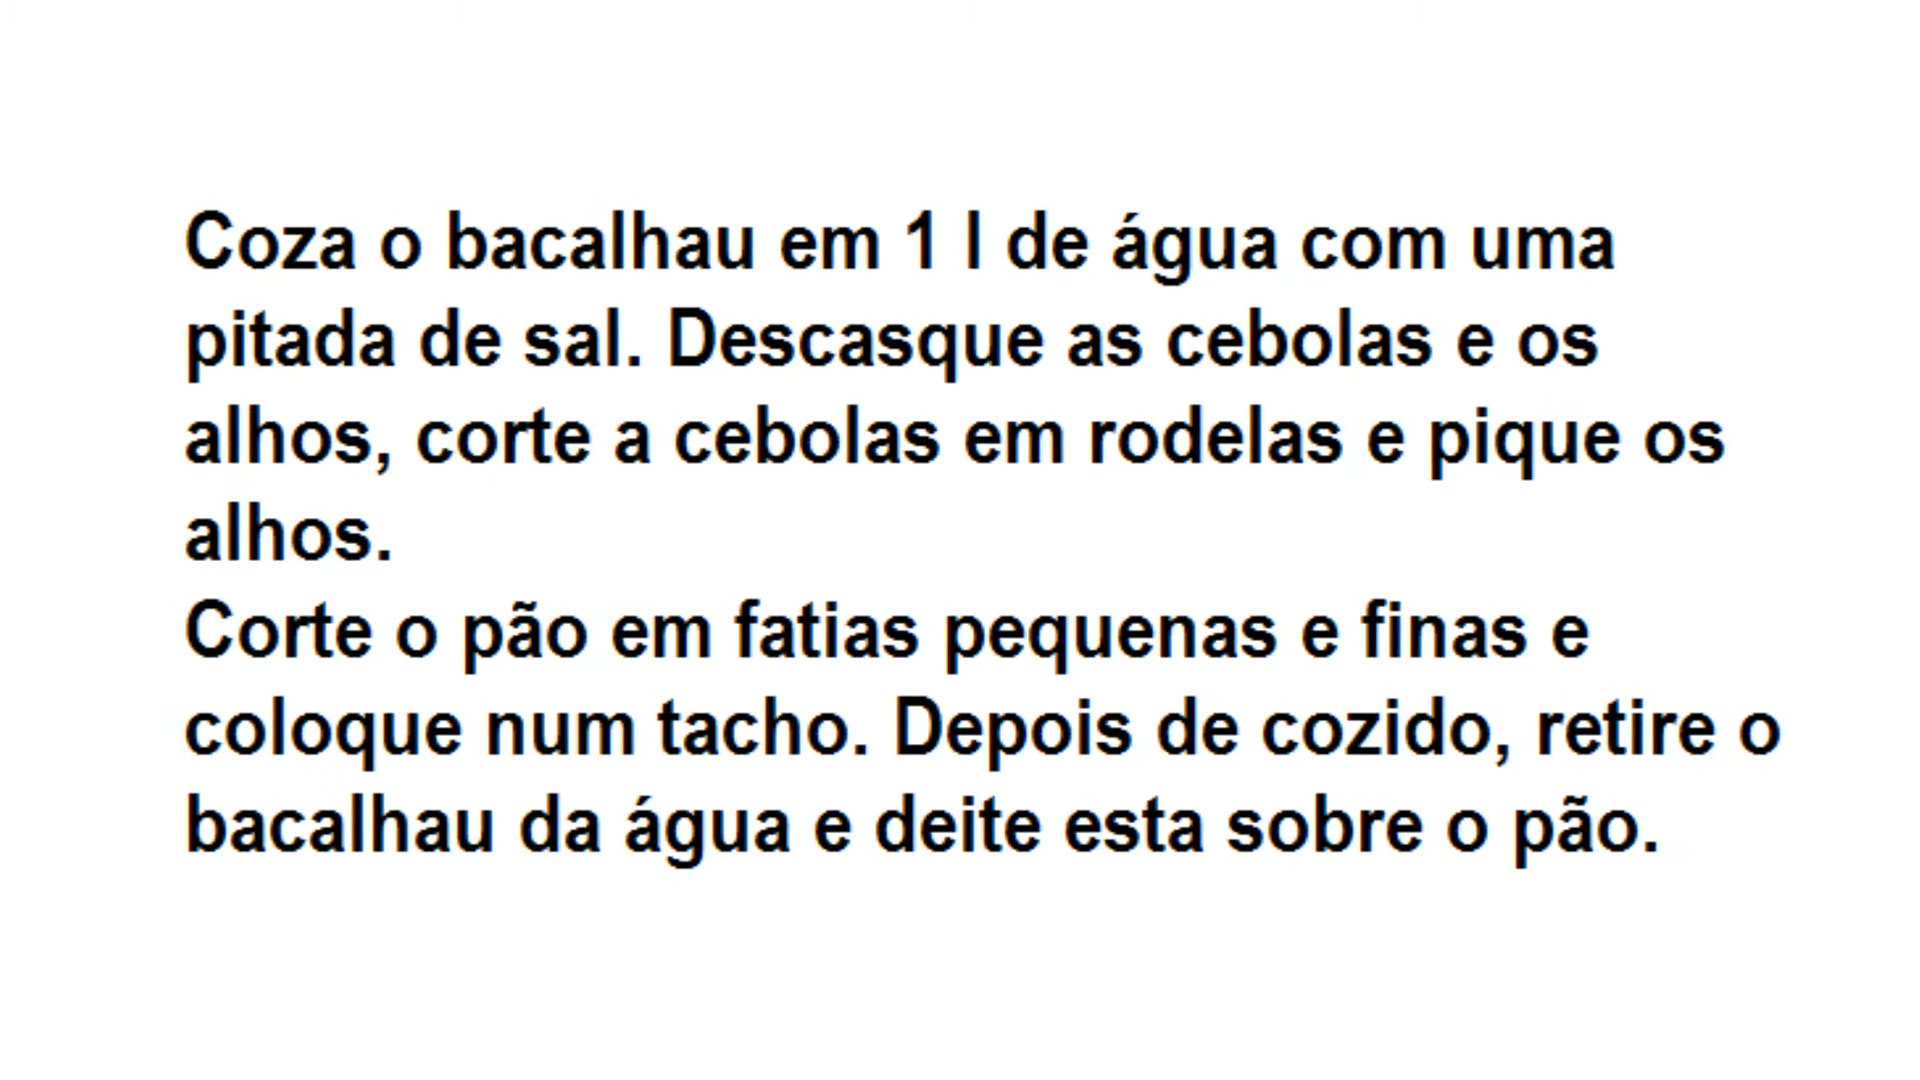 Coza o bacalhau em 1 l de água com uma
pitada de sal. Descasque as cebolas e os
alhos, corte a cebolas em rodelas e pique os
alhos.
Corte o pão em fatias pequenas e finas e
coloque num tacho. Depois de cozido, retire o
bacalhau da água e deite esta sobre o pão.